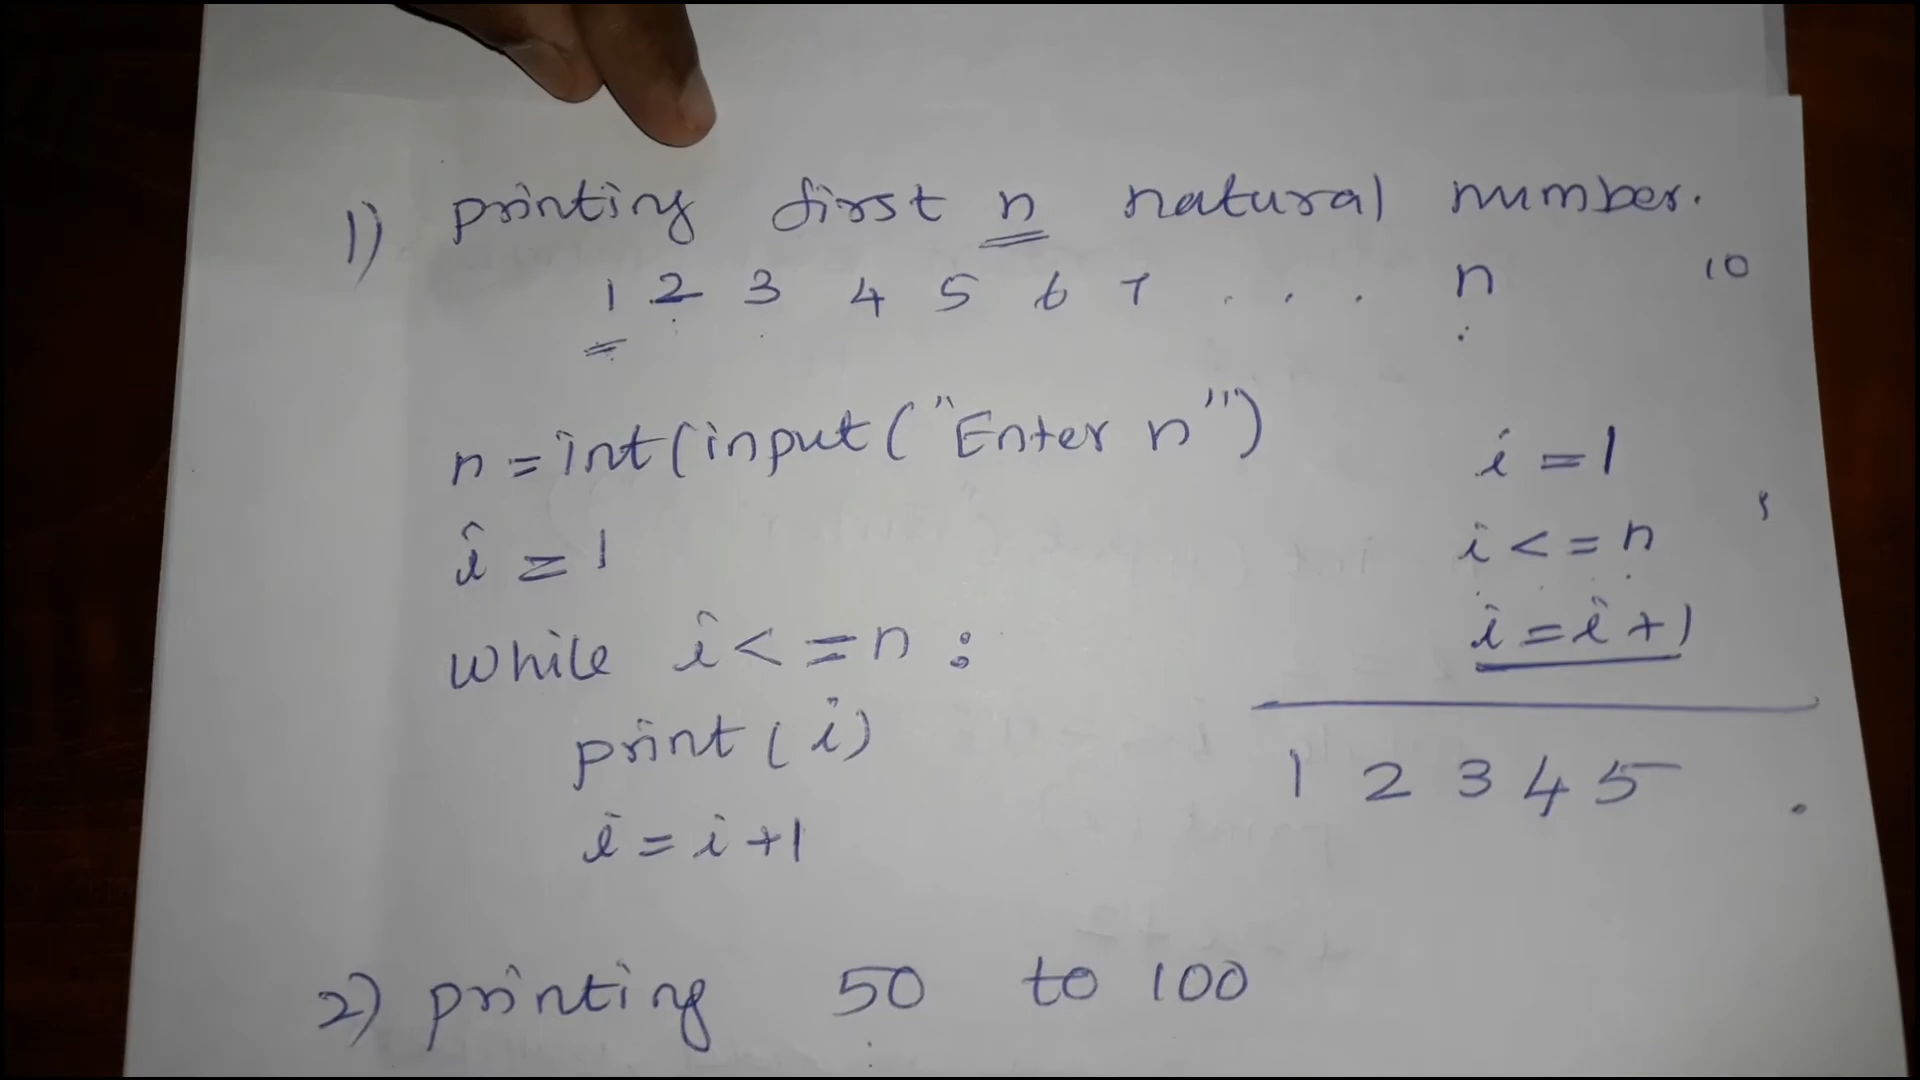 1) printing first n natural number.
1 2 3 4 5 6 7 . . . n 10
n = int(input("Enter n")
i = 1
while i <= n :
print(i)
i = i + 1
i = 1
i <= n
i = i + 1
1 2 3 4 5
2) printing 50 to 100